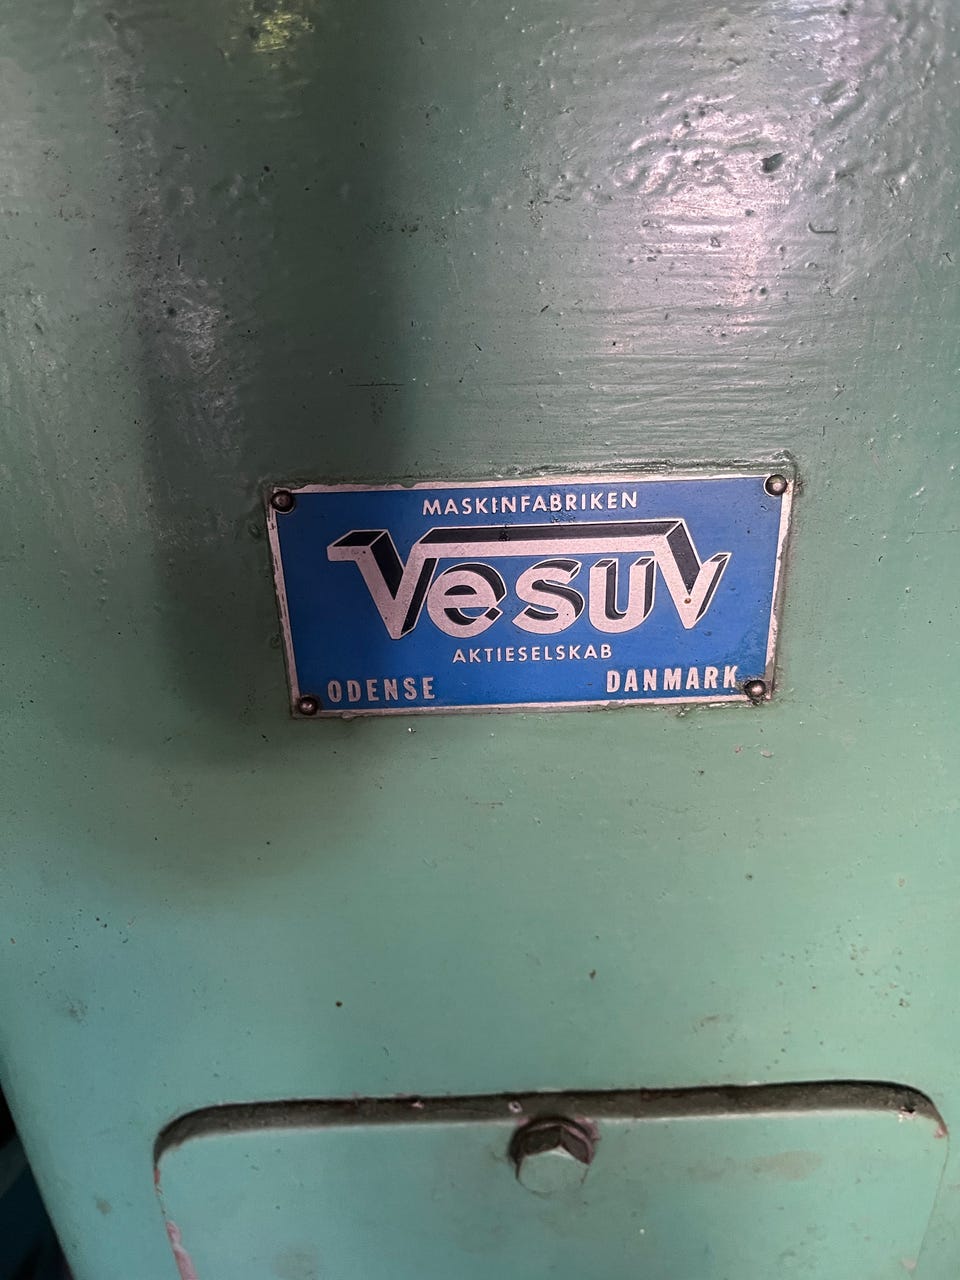 MASKINFABRIKEN
Vesuv
AKTIESELSKAB
ODENSE DANMARK